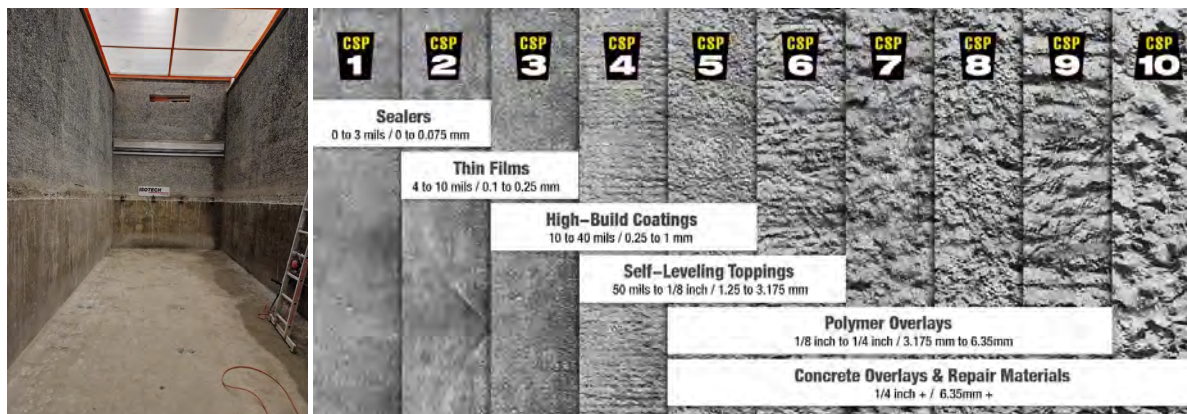 ISOTECH
CSP
1
CSP
2
CSP
3
CSP
4
CSP
5
CSP
6
CSP
7
CSP
8
CSP
9
CSP
10
Sealers
0 to 3 mils / 0 to 0.075 mm
Thin Films
4 to 10 mils / 0.1 to 0.25 mm
High-Build Coatings
10 to 40 mils / 0.25 to 1 mm
Self-Leveling Toppings
50 mils to 1/8 inch / 1.25 to 3.175 mm
Polymer Overlays
1/8 inch to 1/4 inch / 3.175 mm to 6.35mm
Concrete Overlays & Repair Materials
1/4 inch + / 6.35mm +